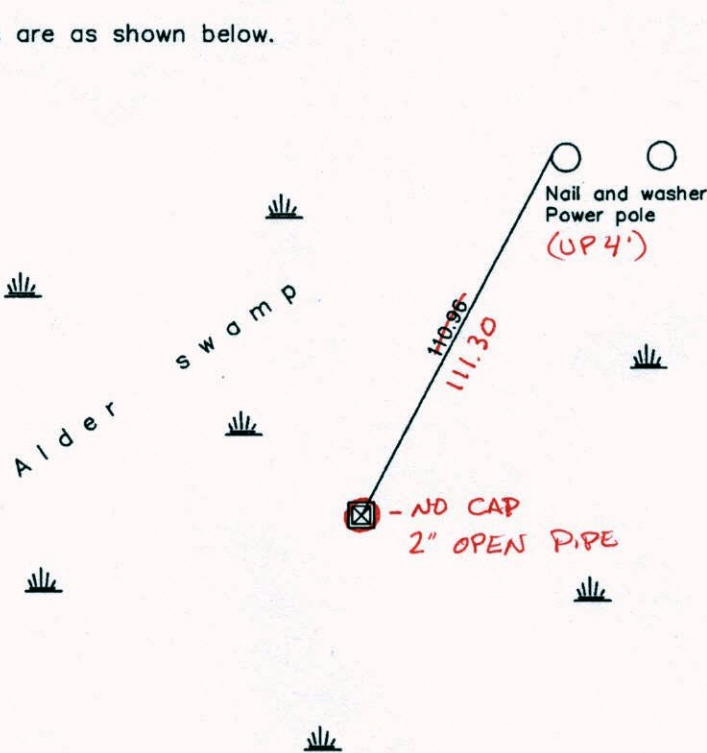 are as shown below.
Nail and washer
Power pole
(UP 4')
110.96
111.30
Alder swamp
- NO CAP
2" OPEN PIPE